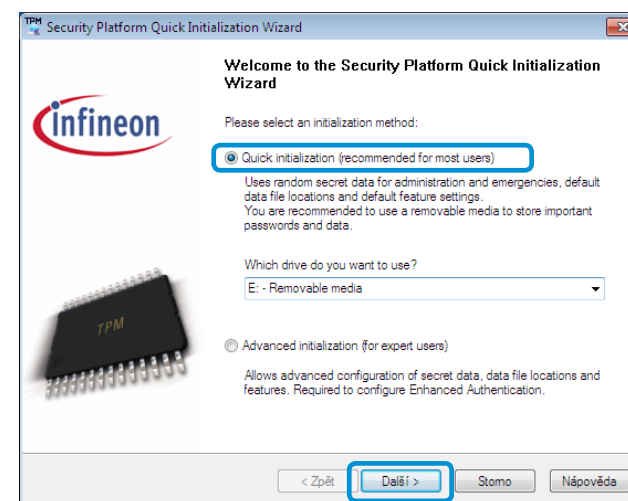 TPM Security Platform Quick Initialization Wizard
Welcome to the Security Platform Quick Initialization
Wizard
infineon
Please select an initialization method:
Quick initialization (recommended for most users)
Uses random secret data for administration and emergencies, default
data file locations and default feature settings.
You are recommended to use a removable media to store important
passwords and data.
Which drive do you want to use?
E: - Removable media
TPM
Advanced initialization (for expert users)
Allows advanced configuration of secret data, data file locations and
features. Required to configure Enhanced Authentication.
< Zpět
Další >
Storno
Nápověda